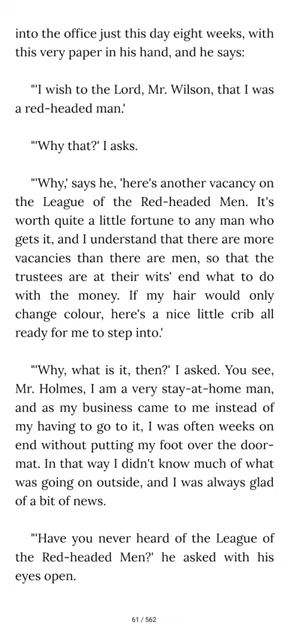 into the office just this day eight weeks, with
this very paper in his hand, and he says:
"'I wish to the Lord, Mr. Wilson, that I was
a red-headed man.'
"'Why that?' I asks.
"'Why,' says he, 'here's another vacancy on
the League of the Red-headed Men. It's
worth quite a little fortune to any man who
gets it, and I understand that there are more
vacancies than there are men, so that the
trustees are at their wits' end what to do
with the money. If my hair would only
change colour, here's a nice little crib all
ready for me to step into.'
"'Why, what is it, then?' I asked. You see,
Mr. Holmes, I am a very stay-at-home man,
and as my business came to me instead of
my having to go to it, I was often weeks on
end without putting my foot over the door-
mat. In that way I didn't know much of what
was going on outside, and I was always glad
of a bit of news.
"'Have you never heard of the League of
the Red-headed Men?' he asked with his
eyes open.
61 / 562